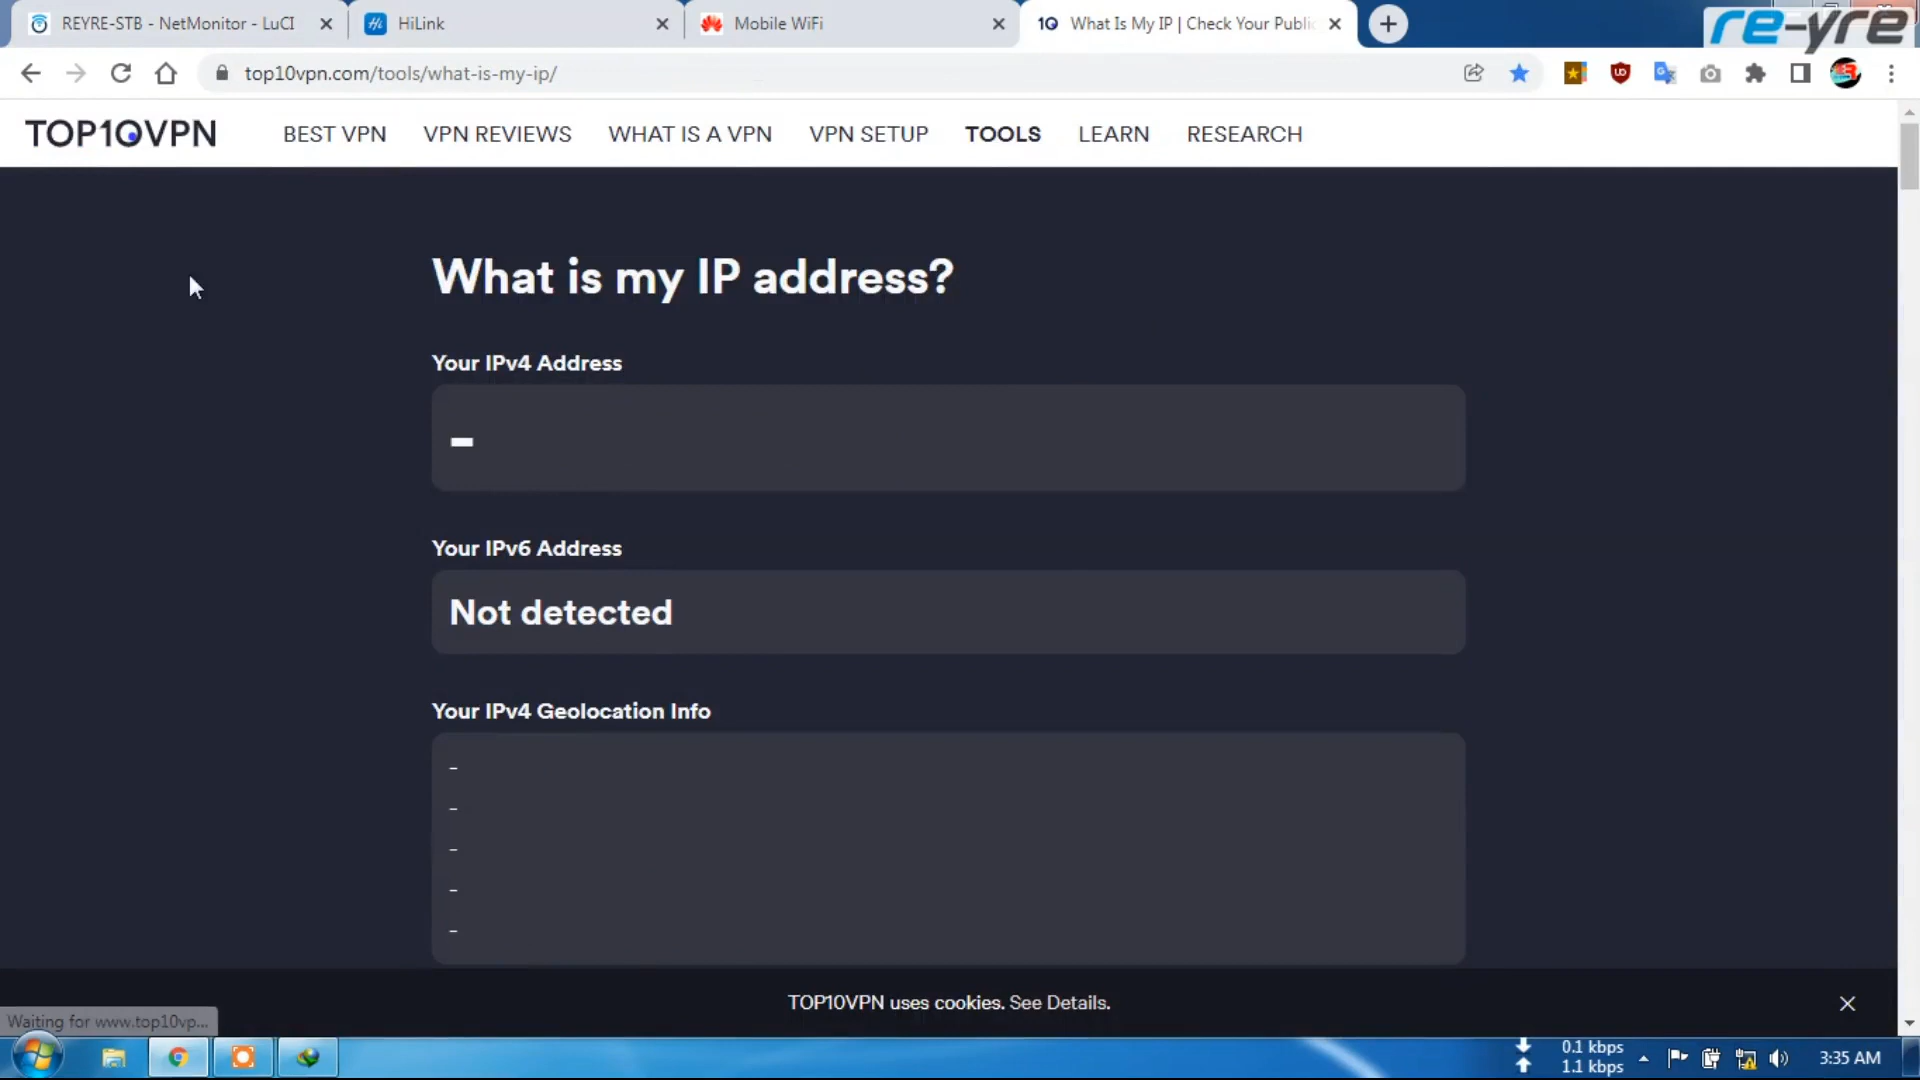 REYRE-STB - NetMonitor - LuCI
HiLink
Mobile WiFi
What Is My IP | Check Your Public
re-yre
top10vpn.com/tools/what-is-my-ip/
TOP10VPN
BEST VPN
VPN REVIEWS
WHAT IS A VPN
VPN SETUP
TOOLS
LEARN
RESEARCH
What is my IP address?
Your IPv4 Address
-
Your IPv6 Address
Not detected
Your IPv4 Geolocation Info
-
-
-
-
-
TOP10VPN uses cookies. See Details.
Waiting for www.top10vp...
0.1 kbps
1.1 kbps
3:35 AM